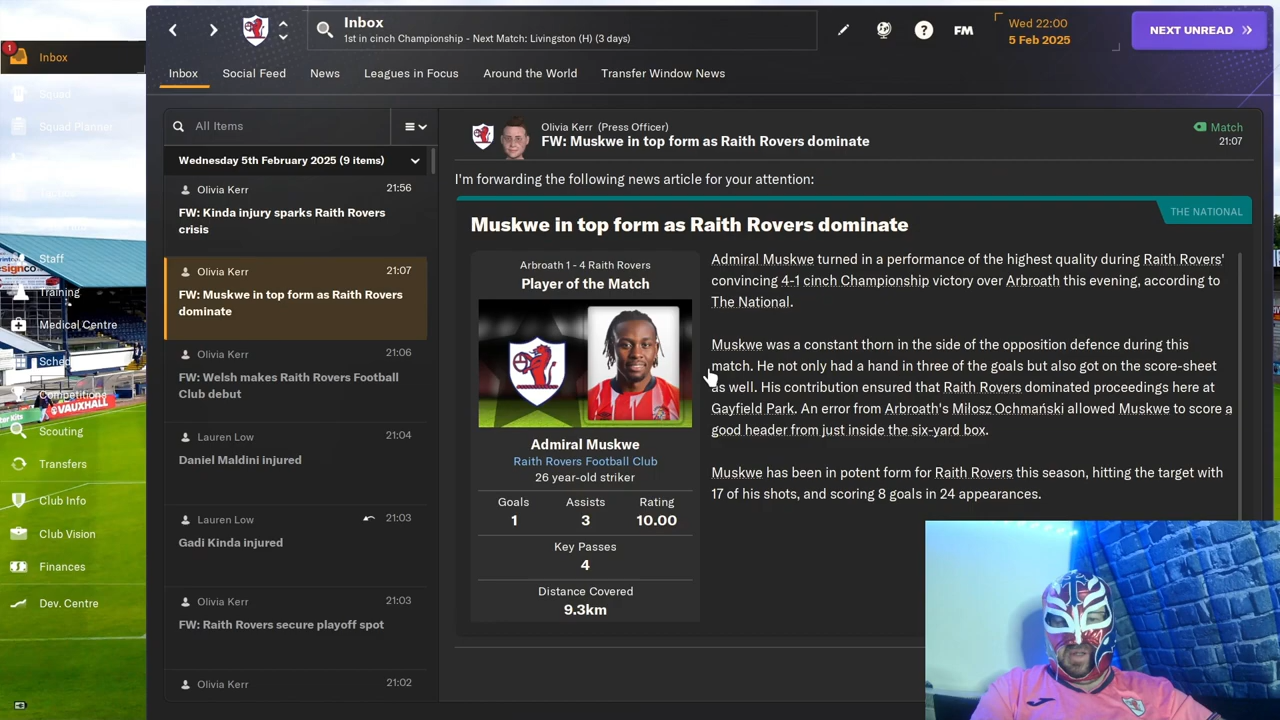 Inbox
1st in cinch Championship - Next Match: Livingston (H) (3 days)
FM
Wed 22:00
5 Feb 2025
NEXT UNREAD
1
Inbox
Squad
Squad Planner
Staff
Training
Medical Centre
Sched
Competitions
Scouting
Transfers
Club Info
Club Vision
Finances
Dev. Centre
VAUXHALL
Inbox
Social Feed
News
Leagues in Focus
Around the World
Transfer Window News
All Items
Wednesday 5th February 2025 (9 items)
Olivia Kerr
21:56
FW: Kinda injury sparks Raith Rovers
crisis
Olivia Kerr
21:07
FW: Muskwe in top form as Raith Rovers
dominate
Olivia Kerr
21:06
FW: Welsh makes Raith Rovers Football
Club debut
Lauren Low
21:04
Daniel Maldini injured
Lauren Low
21:03
Gadi Kinda injured
Olivia Kerr
21:03
FW: Raith Rovers secure playoff spot
Olivia Kerr
21:02
Olivia Kerr (Press Officer)
FW: Muskwe in top form as Raith Rovers dominate
Match
21:07
I'm forwarding the following news article for your attention:
Muskwe in top form as Raith Rovers dominate
THE NATIONAL
Arbroath 1 - 4 Raith Rovers
Player of the Match
Admiral Muskwe
Raith Rovers Football Club
26 year-old striker
Goals
Assists
Rating
1
3
10.00
Key Passes
4
Distance Covered
9.3km
Admiral Muskwe turned in a performance of the highest quality during Raith Rovers'
convincing 4-1 cinch Championship victory over Arbroath this evening, according to
The National.
Muskwe was a constant thorn in the side of the opposition defence during this
match. He not only had a hand in three of the goals but also got on the score-sheet
as well. His contribution ensured that Raith Rovers dominated proceedings here at
Gayfield Park. An error from Arbroath's Milosz Ochmański allowed Muskwe to score a
good header from just inside the six-yard box.
Muskwe has been in potent form for Raith Rovers this season, hitting the target with
17 of his shots, and scoring 8 goals in 24 appearances.